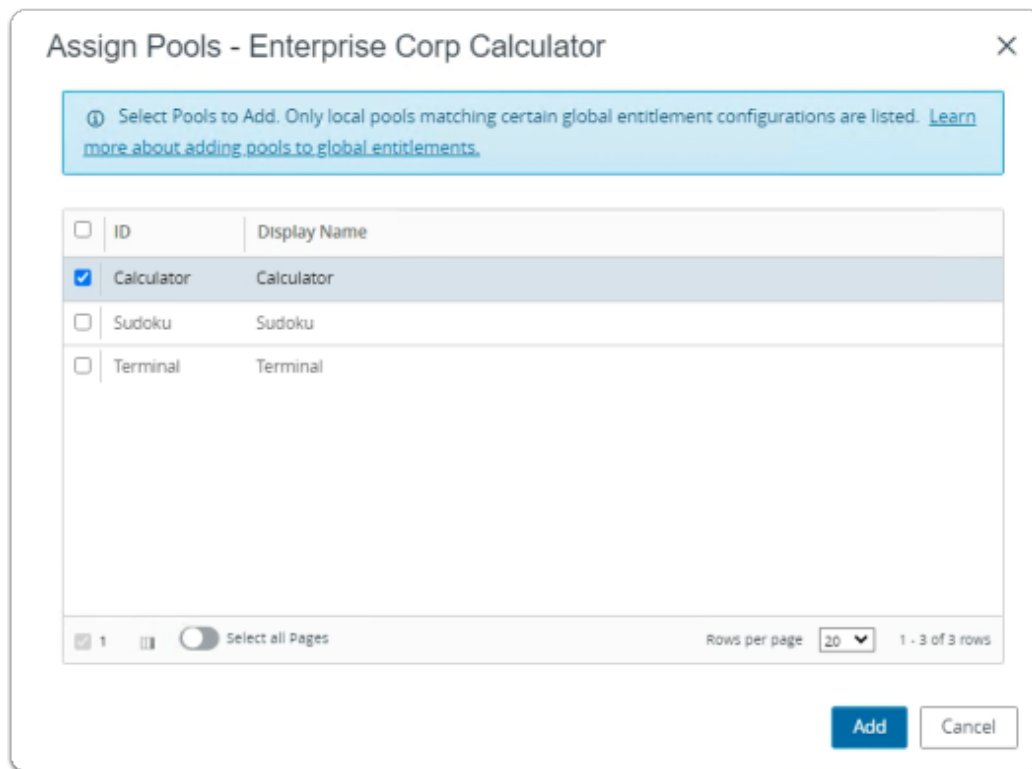 Assign Pools - Enterprise Corp Calculator
Select Pools to Add. Only local pools matching certain global entitlement configurations are listed. Learn
more about adding pools to global entitlements.
ID Display Name
Calculator Calculator
Sudoku Sudoku
Terminal Terminal
1 Select all Pages Rows per page 20 1 - 3 of 3 rows
Add Cancel